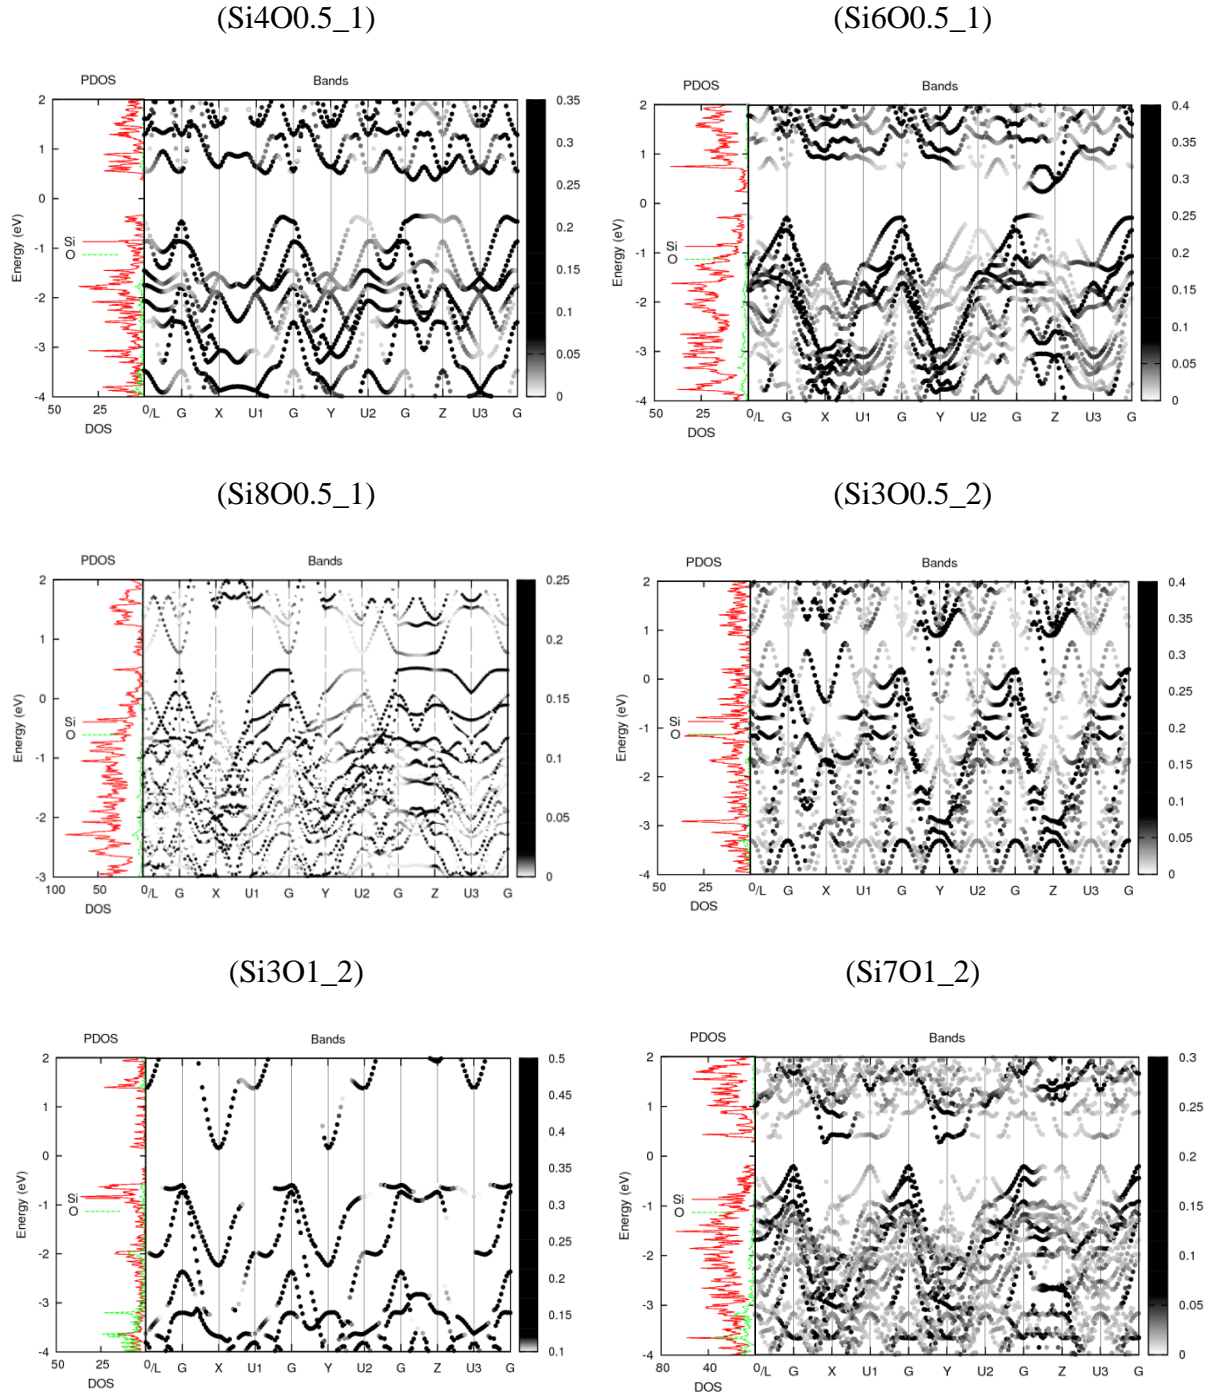 (Si4O0.5_1)
(Si6O0.5_1)
PDOS
Bands
2
1
0
-1
-2
-3
-4
Energy (eV)
Si
O
50
25
0/L
G
X
U1
G
Y
U2
G
Z
U3
G
DOS
0.35
0.3
0.25
0.2
0.15
0.1
0.05
0
PDOS
Bands
2
1
0
-1
-2
-3
-4
Energy (eV)
Si
O
50
25
0/L
G
X
U1
G
Y
U2
G
Z
U3
G
DOS
0.4
0.35
0.3
0.25
0.2
0.15
0.1
0.05
0
(Si8O0.5_1)
(Si3O0.5_2)
PDOS
Bands
2
1
0
-1
-2
-3
Energy (eV)
Si
O
100
50
0/L
G
X
U1
G
Y
U2
G
Z
U3
G
DOS
0.25
0.2
0.15
0.1
0.05
0
PDOS
Bands
2
1
0
-1
-2
-3
-4
Energy (eV)
Si
O
50
25
0/L
G
X
U1
G
Y
U2
G
Z
U3
G
DOS
0.4
0.35
0.3
0.25
0.2
0.15
0.1
0.05
0
(Si3O1_2)
(Si7O1_2)
PDOS
Bands
2
1
0
-1
-2
-3
-4
Energy (eV)
Si
O
50
25
0/L
G
X
U1
G
Y
U2
G
Z
U3
G
DOS
0.5
0.45
0.4
0.35
0.3
0.25
0.2
0.15
0.1
PDOS
Bands
2
1
0
-1
-2
-3
-4
Energy (eV)
Si
O
80
40
0/L
G
X
U1
G
Y
U2
G
Z
U3
G
DOS
0.3
0.25
0.2
0.15
0.1
0.05
0